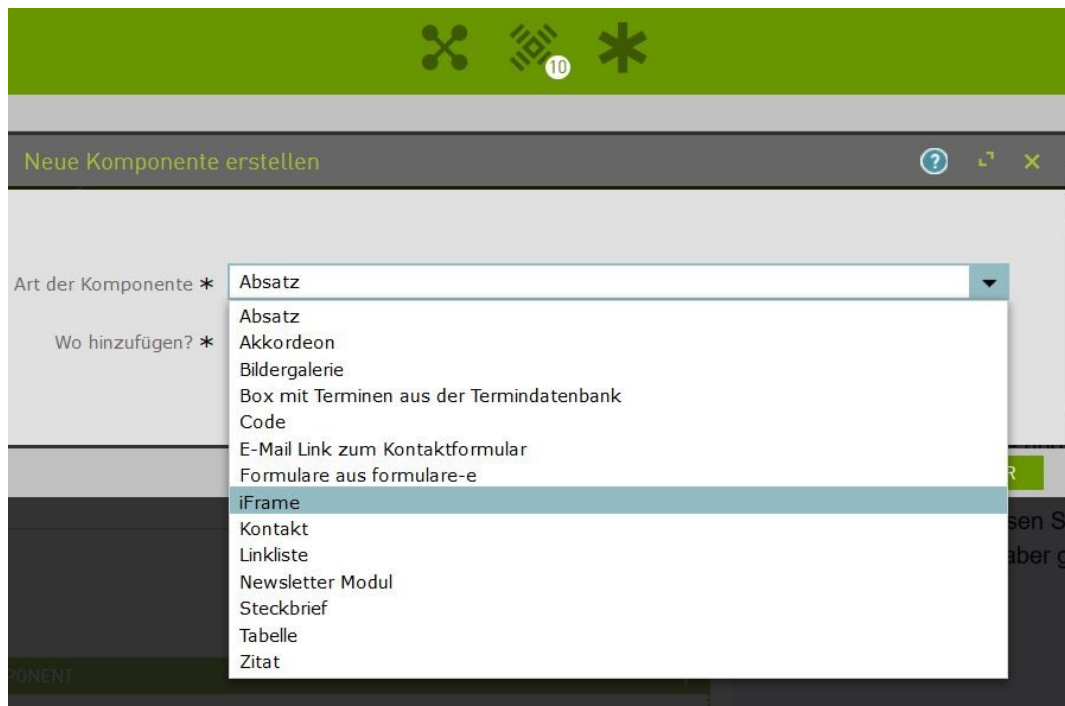 10
Neue Komponente erstellen
?
Art der Komponente * Absatz
Wo hinzufügen? *
Absatz
Akkordeon
Bildergalerie
Box mit Terminen aus der Termindatenbank
Code
E-Mail Link zum Kontaktformular
Formulare aus formulare-e
iFrame
Kontakt
Linkliste
Newsletter Modul
Steckbrief
Tabelle
Zitat
R
sen S
aber g
PONENT